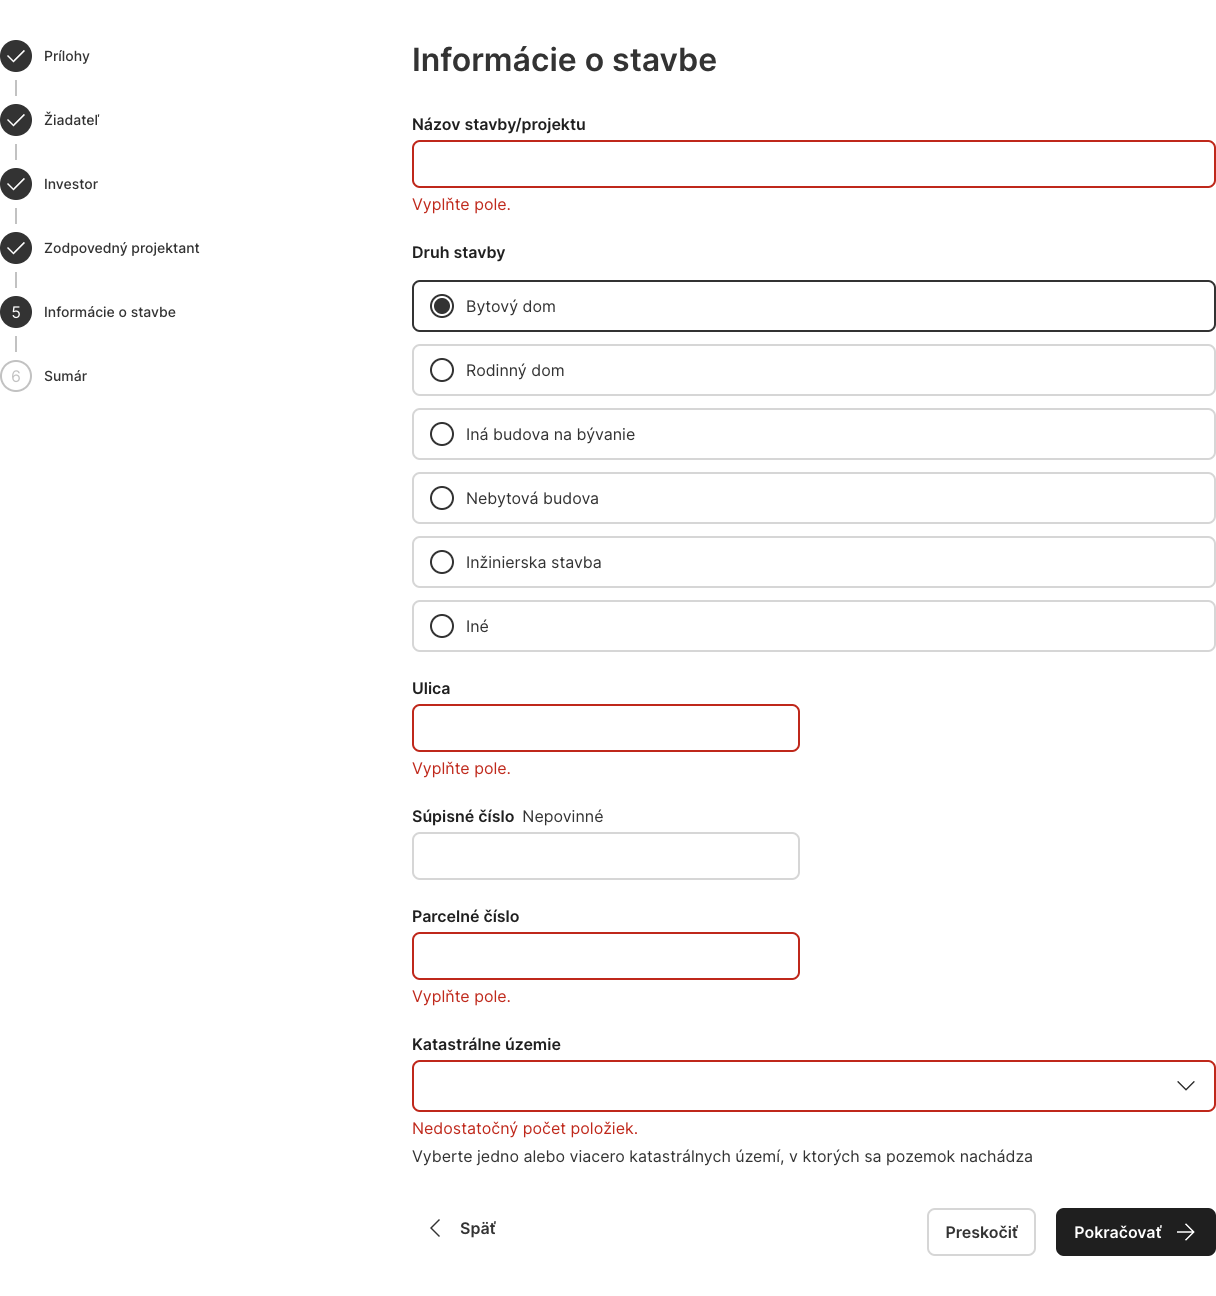 Prílohy
Žiadateľ
Investor
Zodpovedný projektant
5 Informácie o stavbe
6 Sumár
Informácie o stavbe
Názov stavby/projektu
Vyplňte pole.
Druh stavby
Bytový dom
Rodinný dom
Iná budova na bývanie
Nebytová budova
Inžinierska stavba
Iné
Ulica
Vyplňte pole.
Súpisné číslo Nepovinné
Parcelné číslo
Vyplňte pole.
Katastrálne územie
Nedostatočný počet položiek.
Vyberte jedno alebo viacero katastrálnych území, v ktorých sa pozemok nachádza
Späť
Preskočiť
Pokračovať